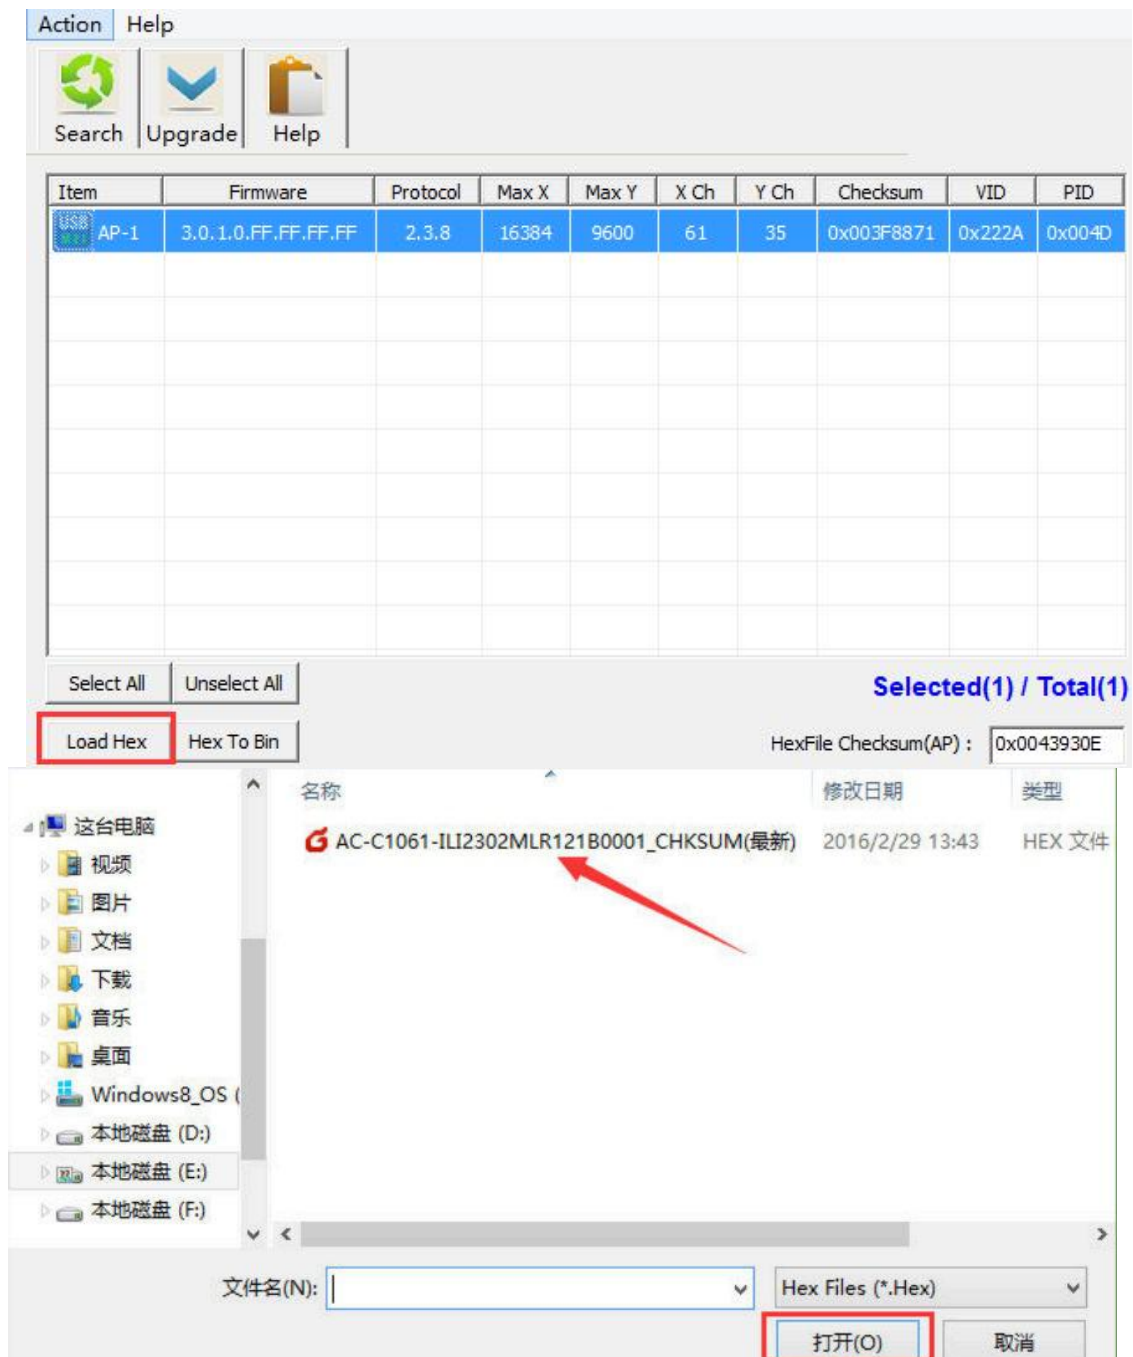 Action Help
Search Upgrade Help
Item Firmware Protocol Max X Max Y X Ch Y Ch Checksum VID PID
AP-1 3.0.1.0.FF.FF.FF.FF 2.3.8 16384 9600 61 35 0x003F8871 0x222A 0x004D
Select All Unselect All Selected(1) / Total(1)
Load Hex Hex To Bin HexFile Checksum(AP) : 0x0043930E
名称 修改日期 类型
这台电脑
AC-C1061-ILI2302MLR121B0001_CHKSUM(最新) 2016/2/29 13:43 HEX 文件
视频
图片
文档
下载
音乐
桌面
Windows8_OS (
本地磁盘 (D:)
本地磁盘 (E:)
本地磁盘 (F:)
文件名(N): Hex Files (*.Hex)
打开(O) 取消